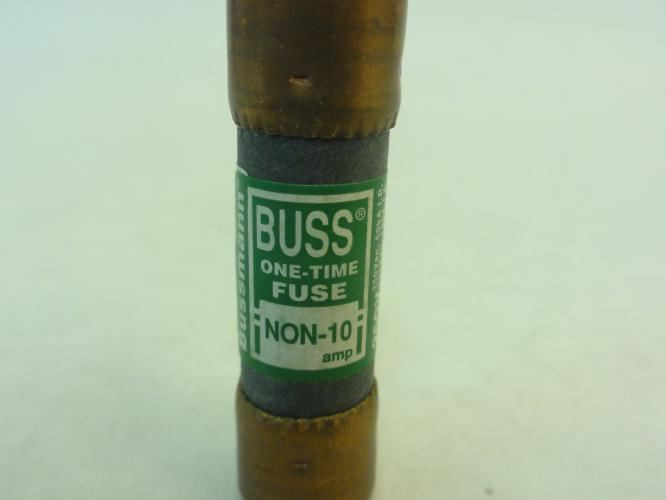 BUSS®
ONE-TIME
FUSE
NON-10
amp
Bussmann